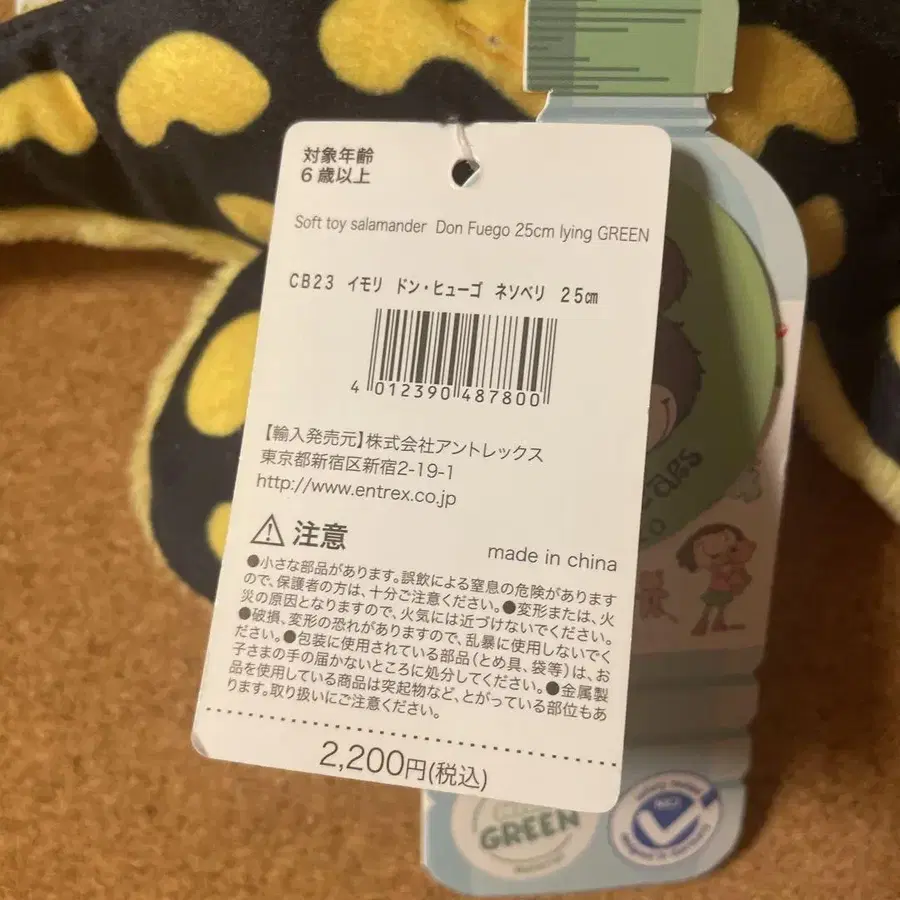 対象年齢
6歳以上
Soft toy salamander Don Fuego 25cm lying GREEN
CB23 イモリ ドン・ヒューゴ ネソベリ 25cm
4 012390 487800
【輸入発売元】株式会社アントレックス
東京都新宿区新宿2-19-1
http://www.entrex.co.jp
注意
made in china
●小さな部品があります。誤飲による窒息の危険があります
ので、保護者の方は、十分ご注意ください。●変形または、火
災の原因となりますので、火気には近づけないでください。
●破損、変形の恐れがありますので、乱暴に使用しないでく
ださい。●包装に使用されている部品(とめ具、袋等)は、お
子さまの手の届かないところに処分してください。●金属製
品を使用している商品は突起物など、とがっている部位もあ
ります。取り扱いにご注意ください。
2,200円(税込)
GREEN